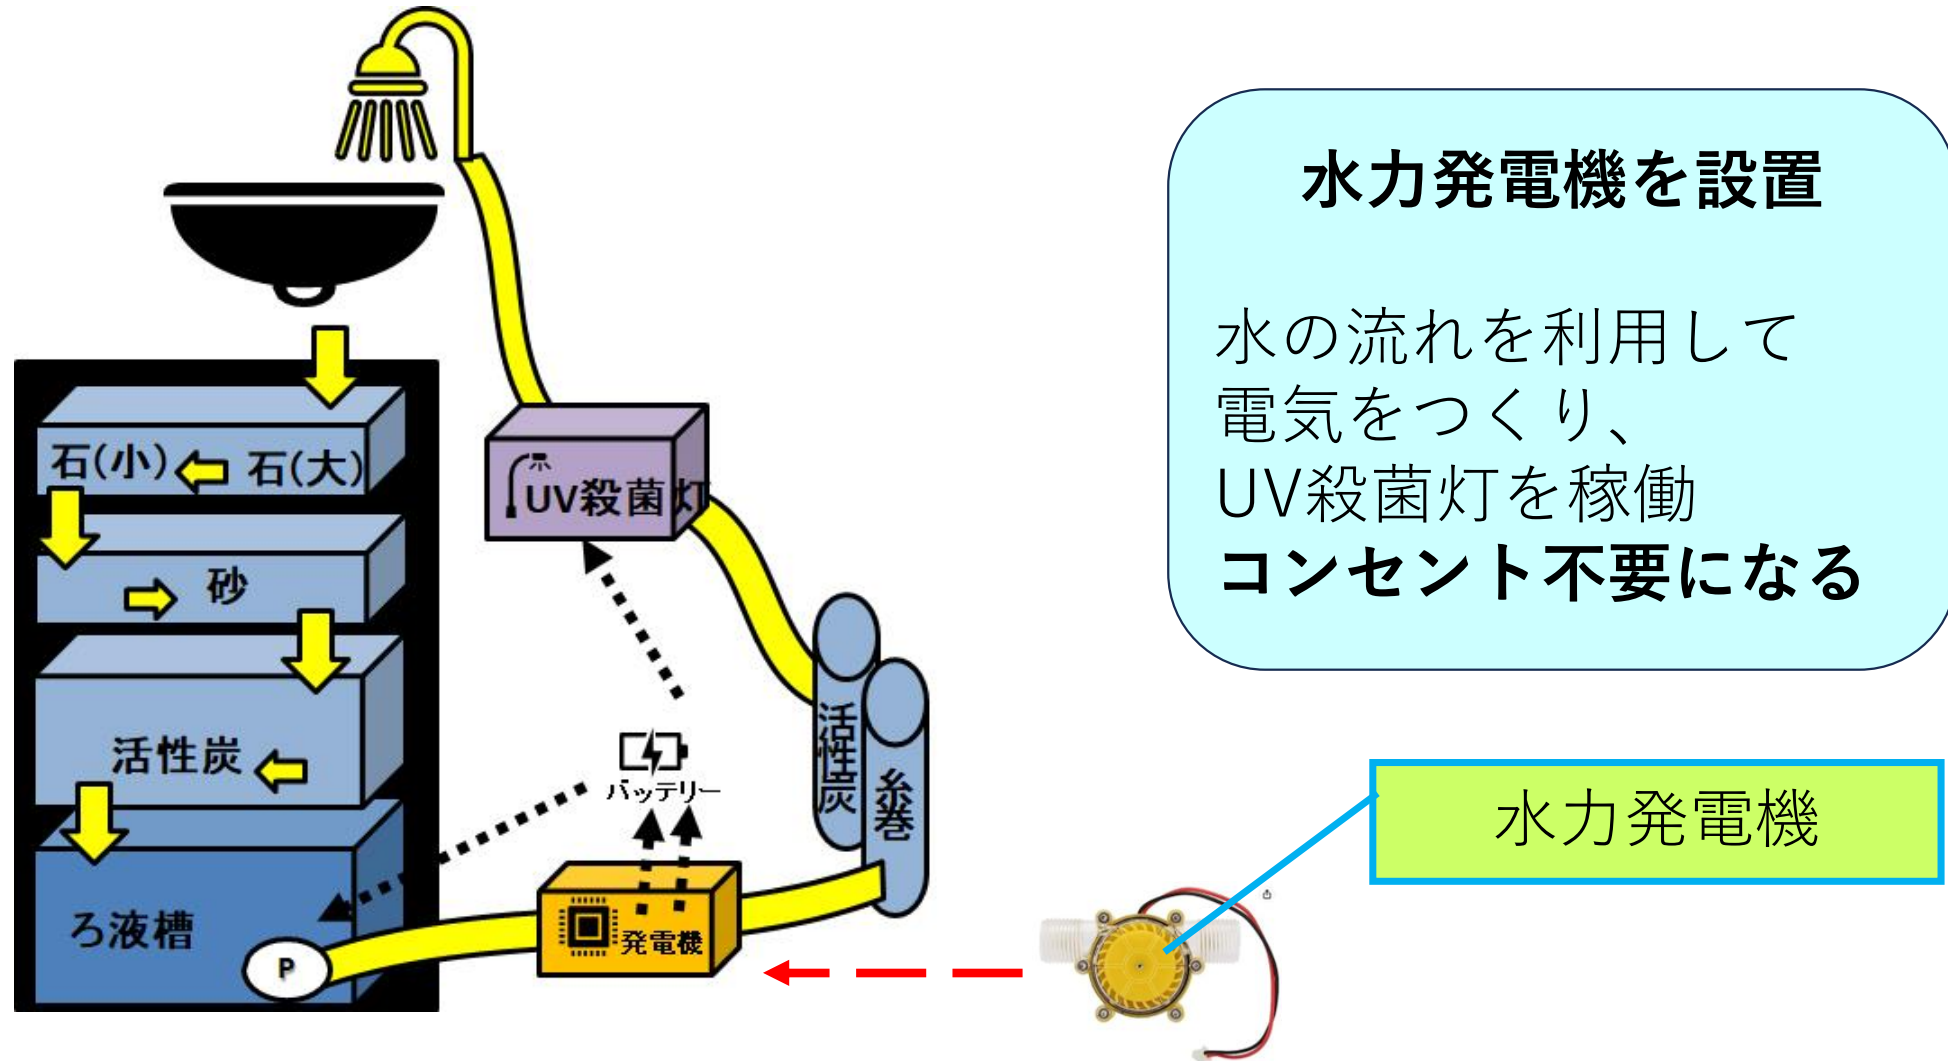 水力発電機を設置
水の流れを利用して
電気をつくり、
UV殺菌灯を稼働
コンセント不要になる
石(小)
石(大)
砂
活性炭
ろ液槽
P
UV殺菌灯
バッテリー
発電機
活性炭
糸巻
水力発電機